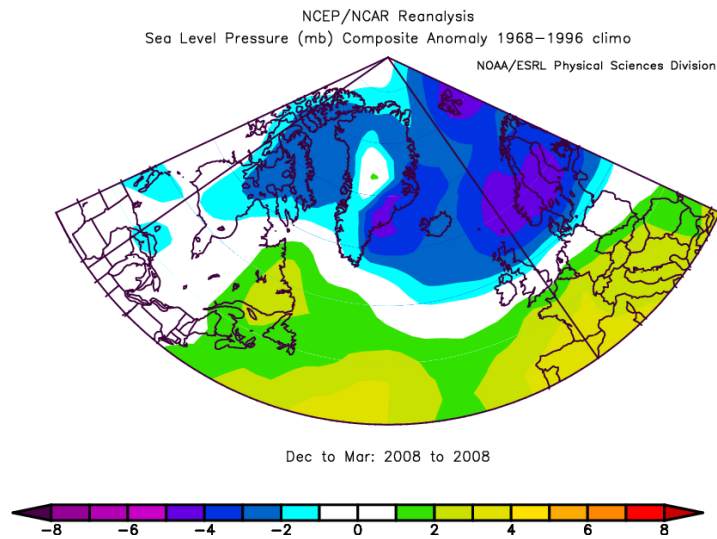 NCEP/NCAR Reanalysis
Sea Level Pressure (mb) Composite Anomaly 1968-1996 climo
NOAA/ESRL Physical Sciences Division
Dec to Mar: 2008 to 2008
-8 -6 -4 -2 0 2 4 6 8